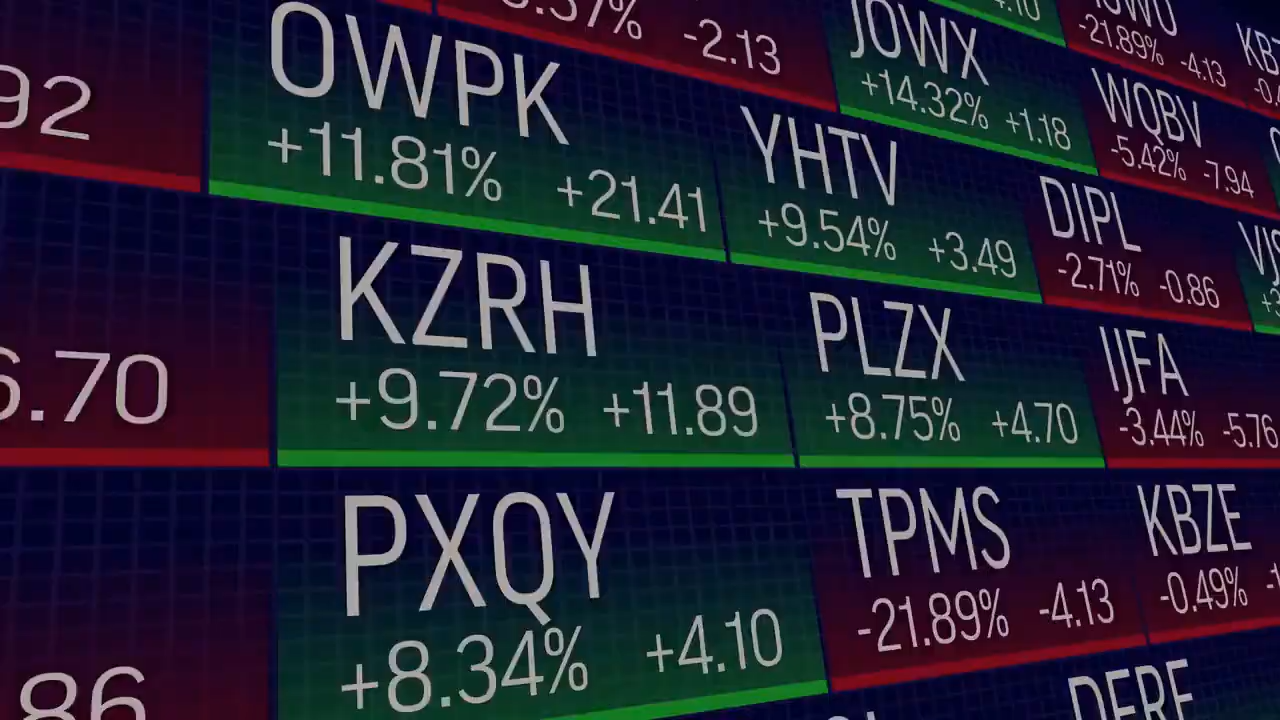 -2.13
JOWX
+14.32% +1.18
-21.89% -4.13
92
OWPK
+11.81% +21.41
YHTV
+9.54% +3.49
WQBV
-5.42% -7.94
DIPL
-2.71% -0.86
KZRH
+9.72% +11.89
PLZX
+8.75% +4.70
IJFA
-3.44% -5.76
6.70
PXQY
+8.34% +4.10
TPMS
-21.89% -4.13
KBZE
-0.49%
86